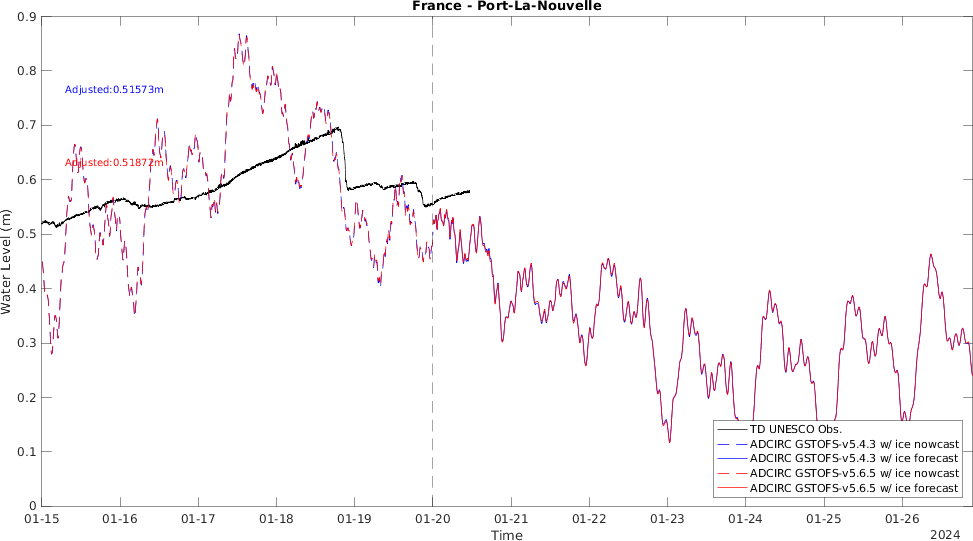 France - Port-La-Nouvelle
0.9
0.8
0.7
0.6
0.5
0.4
0.3
0.2
0.1
0
Water Level (m)
Adjusted:0.51573m
Adjusted:0.51872m
TD UNESCO Obs.
ADCIRC GSTOFS-v5.4.3 w/ ice nowcast
ADCIRC GSTOFS-v5.4.3 w/ ice forecast
ADCIRC GSTOFS-v5.6.5 w/ ice nowcast
ADCIRC GSTOFS-v5.6.5 w/ ice forecast
01-15 01-16 01-17 01-18 01-19 01-20 01-21 01-22 01-23 01-24 01-25 01-26
Time
2024